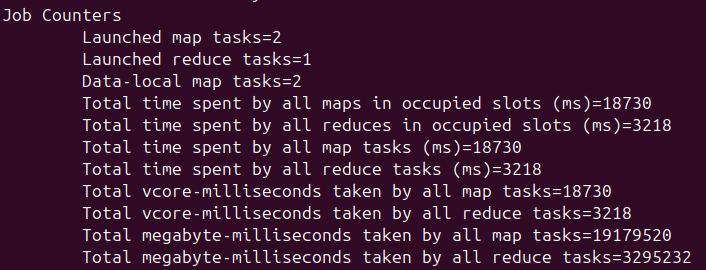 Job Counters
Launched map tasks=2
Launched reduce tasks=1
Data-local map tasks=2
Total time spent by all maps in occupied slots (ms)=18730
Total time spent by all reduces in occupied slots (ms)=3218
Total time spent by all map tasks (ms)=18730
Total time spent by all reduce tasks (ms)=3218
Total vcore-milliseconds taken by all map tasks=18730
Total vcore-milliseconds taken by all reduce tasks=3218
Total megabyte-milliseconds taken by all map tasks=19179520
Total megabyte-milliseconds taken by all reduce tasks=3295232